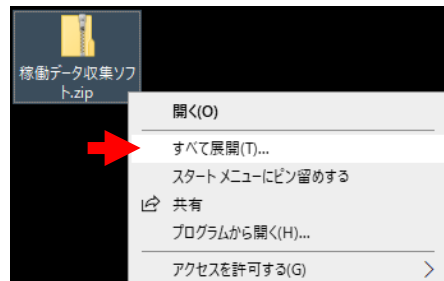 稼働データ収集ソフ
ト.zip
開く(O)
すべて展開(T)...
スタート メニューにピン留めする
共有
プログラムから開く(H)...
アクセスを許可する(G)